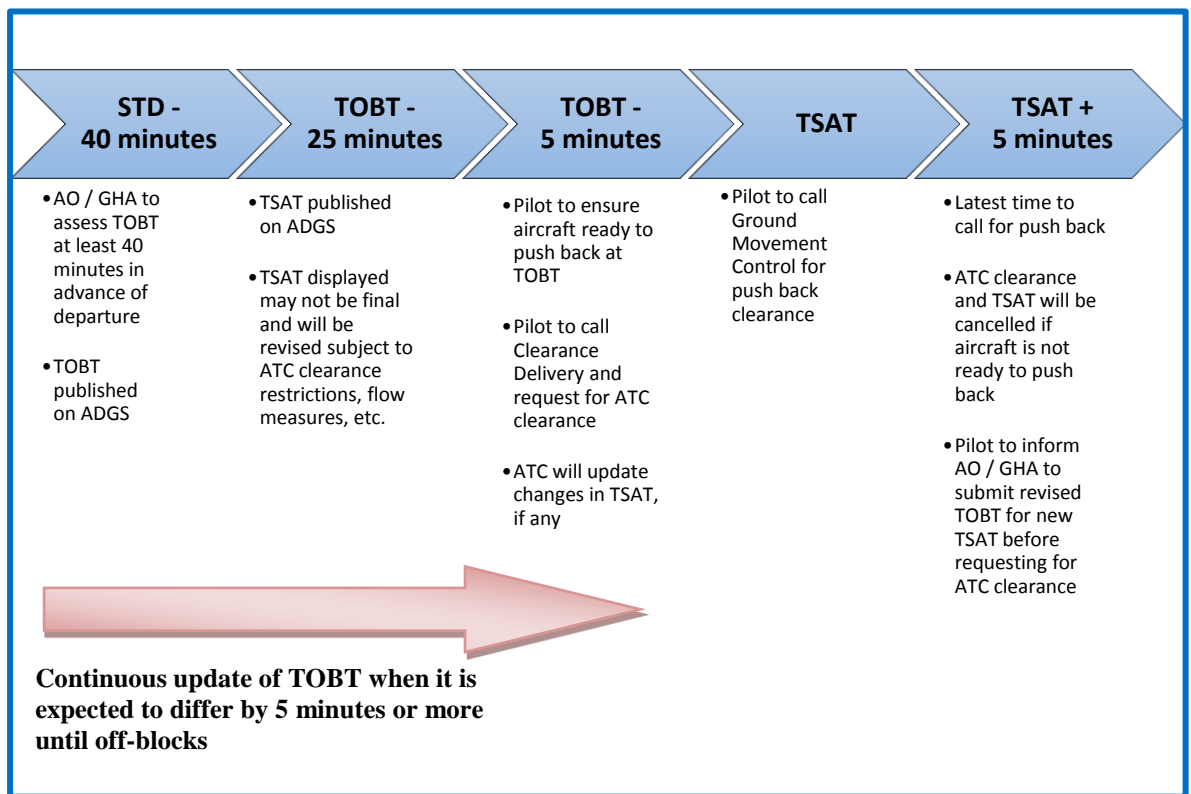 STD -
40 minutes
TOBT -
25 minutes
TOBT -
5 minutes
TSAT
TSAT +
5 minutes
•AO / GHA to
assess TOBT
at least 40
minutes in
advance of
departure
•TOBT
published
on ADGS
•TSAT published
on ADGS
•TSAT displayed
may not be final
and will be
revised subject to
ATC clearance
restrictions, flow
measures, etc.
•Pilot to ensure
aircraft ready to
push back at
TOBT
•Pilot to call
Clearance
Delivery and
request for ATC
clearance
•ATC will update
changes in TSAT,
if any
•Pilot to call
Ground
Movement
Control for
push back
clearance
•Latest time to
call for push back
•ATC clearance
and TSAT will be
cancelled if
aircraft is not
ready to push
back
•Pilot to inform
AO / GHA to
submit revised
TOBT for new
TSAT before
requesting for
ATC clearance
Continuous update of TOBT when it is
expected to differ by 5 minutes or more
until off-blocks